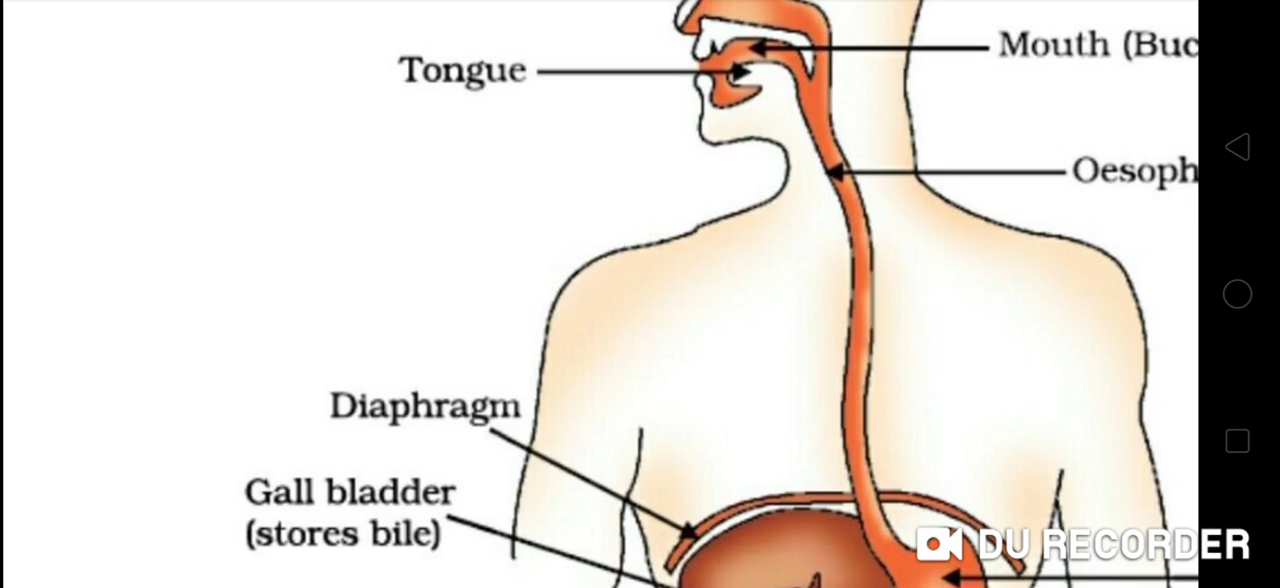 Mouth (Buc
Tongue
Oesoph
Diaphragm
Gall bladder
(stores bile)
DU RECORDER